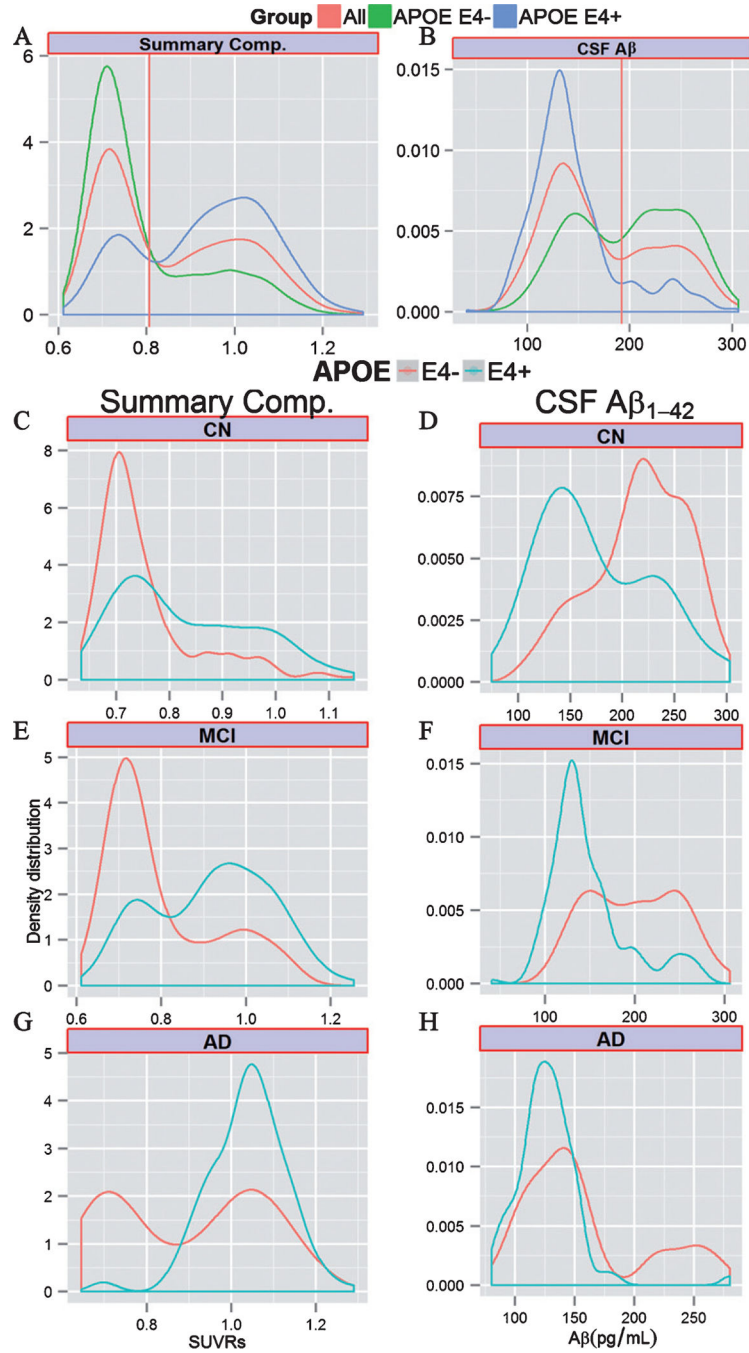 Group All APOE E4- APOE E4+
A
Summary Comp.
6
4
2
0
0.6 0.8 1.0 1.2
B
CSF Aβ
0.015
0.010
0.005
0.000
100 200 300
APOE E4- E4+
Summary Comp.
CSF Aβ1–42
C
CN
8
6
4
2
0
0.7 0.8 0.9 1.0 1.1
D
CN
0.0075
0.0050
0.0025
0.0000
100 150 200 250 300
E
MCI
5
4
3
2
1
0
0.6 0.8 1.0 1.2
Density distribution
F
MCI
0.015
0.010
0.005
0.000
100 200 300
G
AD
5
4
3
2
1
0
0.8 1.0 1.2
SUVRs
H
AD
0.015
0.010
0.005
0.000
100 150 200 250
Aβ(pg/mL)